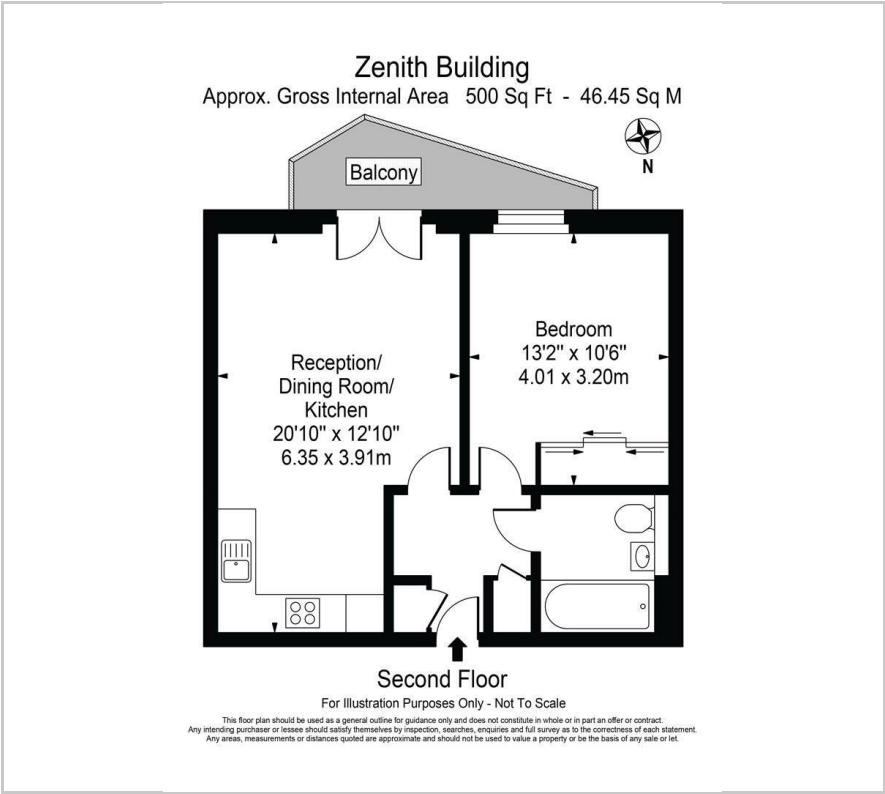 Zenith Building
Approx. Gross Internal Area 500 Sq Ft - 46.45 Sq M
N
Balcony
Bedroom
13'2" x 10'6"
4.01 x 3.20m
Reception/
Dining Room/
Kitchen
20'10" x 12'10"
6.35 x 3.91m
Second Floor
For Illustration Purposes Only - Not To Scale
This floor plan should be used as a general outline for guidance only and does not constitute in whole or in part an offer or contract.
Any intending purchaser or lessee should satisfy themselves by inspection, searches, enquiries and full survey as to the correctness of each statement.
Any areas, measurements or distances quoted are approximate and should not be used to value a property or be the basis of any sale or let.